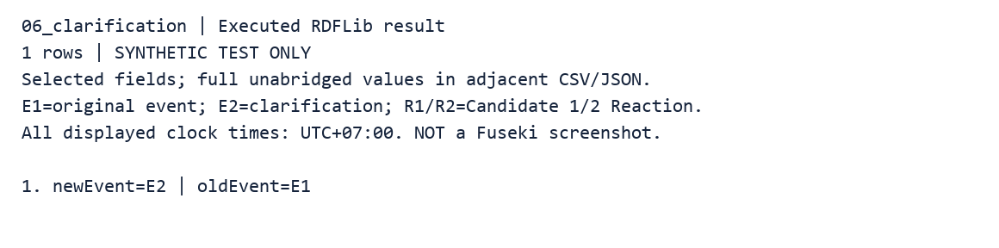 06_clarification | Executed RDFLib result
1 rows | SYNTHETIC TEST ONLY
Selected fields; full unabridged values in adjacent CSV/JSON.
E1=original event; E2=clarification; R1/R2=Candidate 1/2 Reaction.
All displayed clock times: UTC+07:00. NOT a Fuseki screenshot.
1. newEvent=E2 | oldEvent=E1